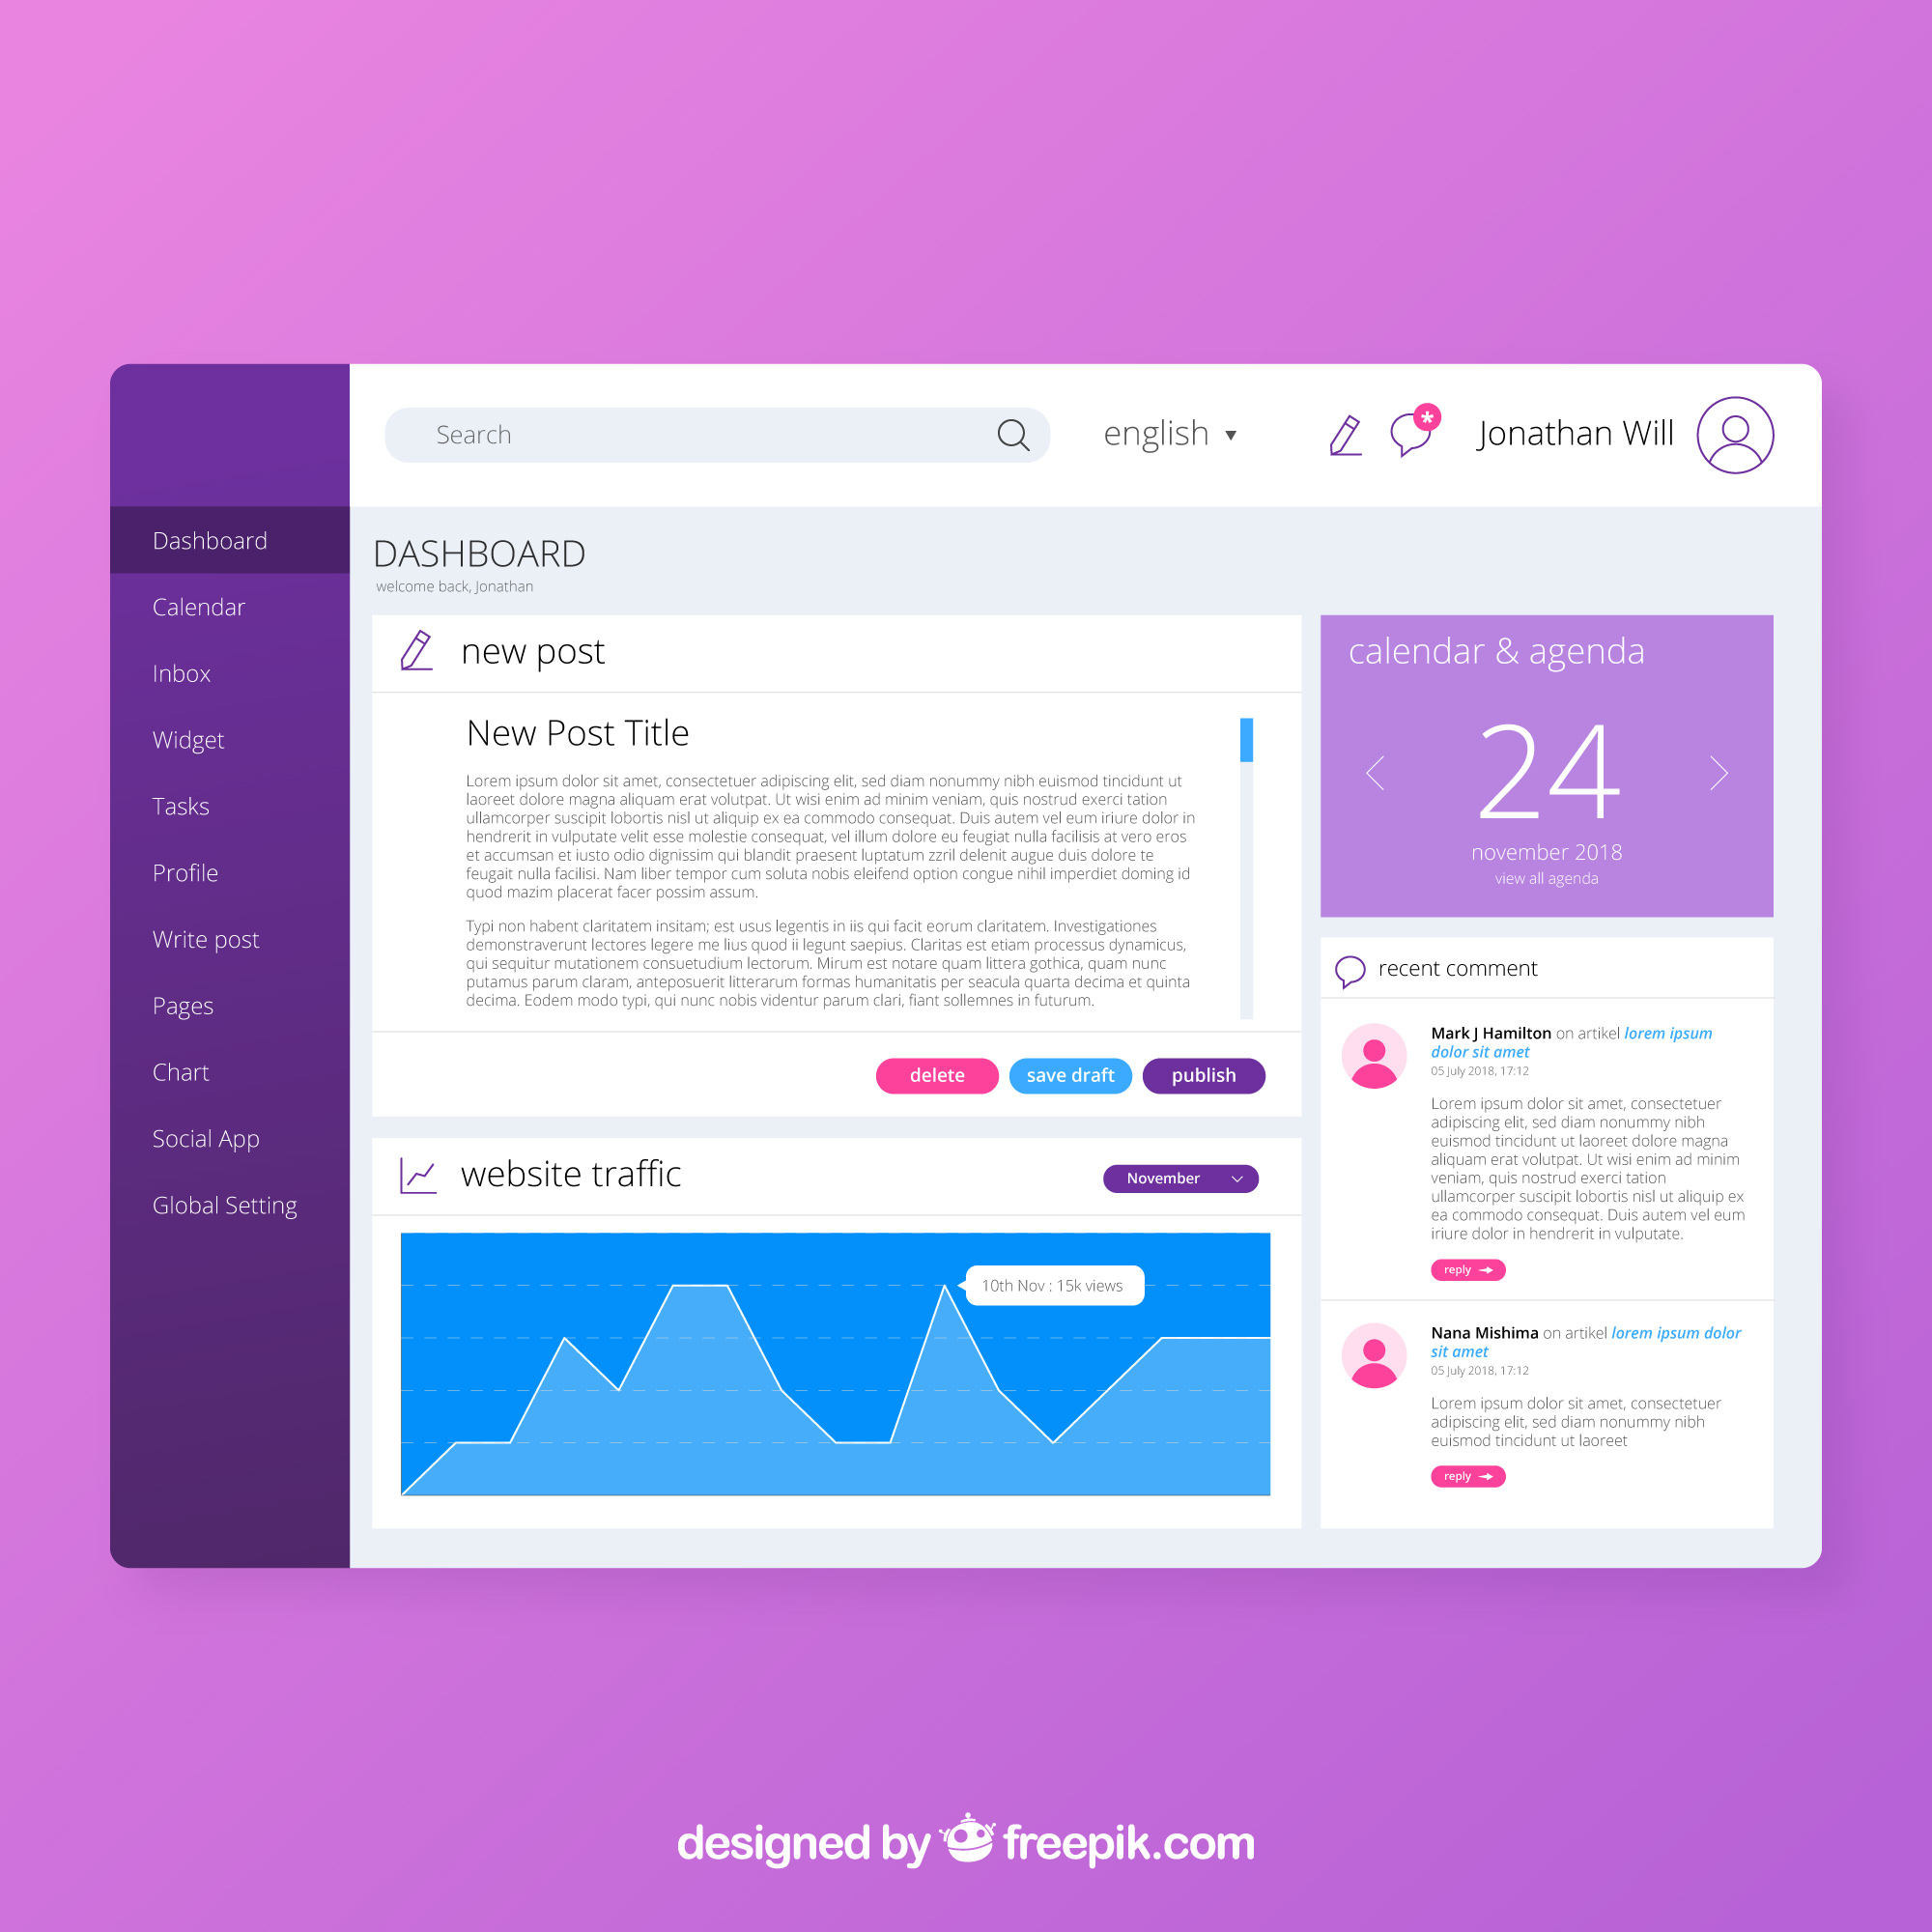 Search
english
*
Jonathan Will
Dashboard
Calendar
Inbox
Widget
Tasks
Profile
Write post
Pages
Chart
Social App
Global Setting
DASHBOARD
welcome back, Jonathan
new post
New Post Title
Lorem ipsum dolor sit amet, consectetuer adipiscing elit, sed diam nonummy nibh euismod tincidunt ut
laoreet dolore magna aliquam erat volutpat. Ut wisi enim ad minim veniam, quis nostrud exerci tation
ullamcorper suscipit lobortis nisl ut aliquip ex ea commodo consequat. Duis autem vel eum iriure dolor in
hendrerit in vulputate velit esse molestie consequat, vel illum dolore eu feugiat nulla facilisis at vero eros
et accumsan et iusto odio dignissim qui blandit praesent luptatum zzril delenit augue duis dolore te
feugait nulla facilisi. Nam liber tempor cum soluta nobis eleifend option congue nihil imperdiet doming id
quod mazim placerat facer possim assum.
Typi non habent claritatem insitam; est usus legentis in iis qui facit eorum claritatem. Investigationes
demonstraverunt lectores legere me lius quod ii legunt saepius. Claritas est etiam processus dynamicus,
qui sequitur mutationem consuetudium lectorum. Mirum est notare quam littera gothica, quam nunc
putamus parum claram, anteposuerit litterarum formas humanitatis per seacula quarta decima et quinta
decima. Eodem modo typi, qui nunc nobis videntur parum clari, fiant sollemnes in futurum.
delete
save draft
publish
website traffic
November
10th Nov : 15k views
calendar & agenda
24
november 2018
view all agenda
recent comment
Mark J Hamilton on artikel lorem ipsum
dolor sit amet
05 July 2018, 17:12
Lorem ipsum dolor sit amet, consectetuer
adipiscing elit, sed diam nonummy nibh
euismod tincidunt ut laoreet dolore magna
aliquam erat volutpat. Ut wisi enim ad minim
veniam, quis nostrud exerci tation
ullamcorper suscipit lobortis nisl ut aliquip ex
ea commodo consequat. Duis autem vel eum
iriure dolor in hendrerit in vulputate.
reply
Nana Mishima on artikel lorem ipsum dolor
sit amet
05 July 2018, 17:12
Lorem ipsum dolor sit amet, consectetuer
adipiscing elit, sed diam nonummy nibh
euismod tincidunt ut laoreet
reply
designed by freepik.com